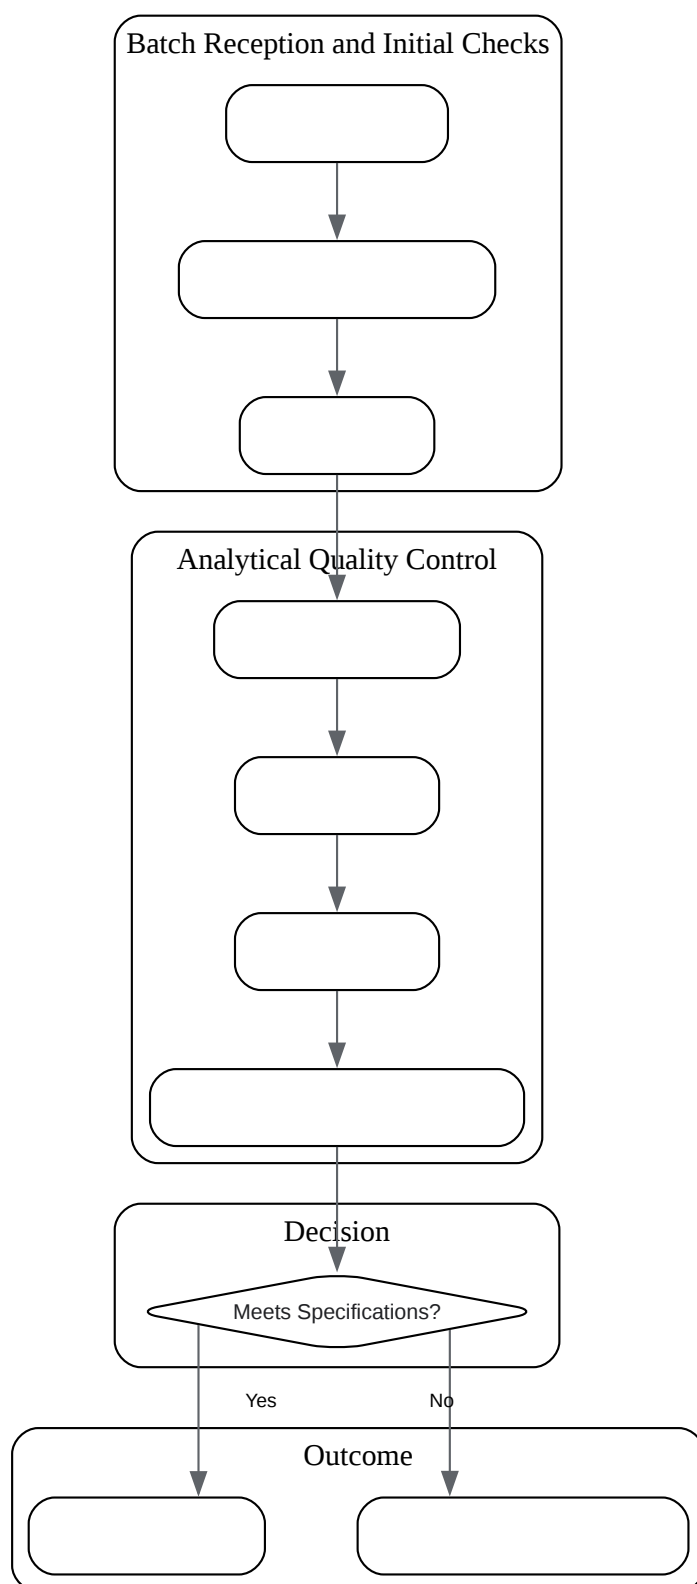 Batch Reception and Initial Checks
Analytical Quality Control
Decision
Meets Specifications?
Yes
No
Outcome